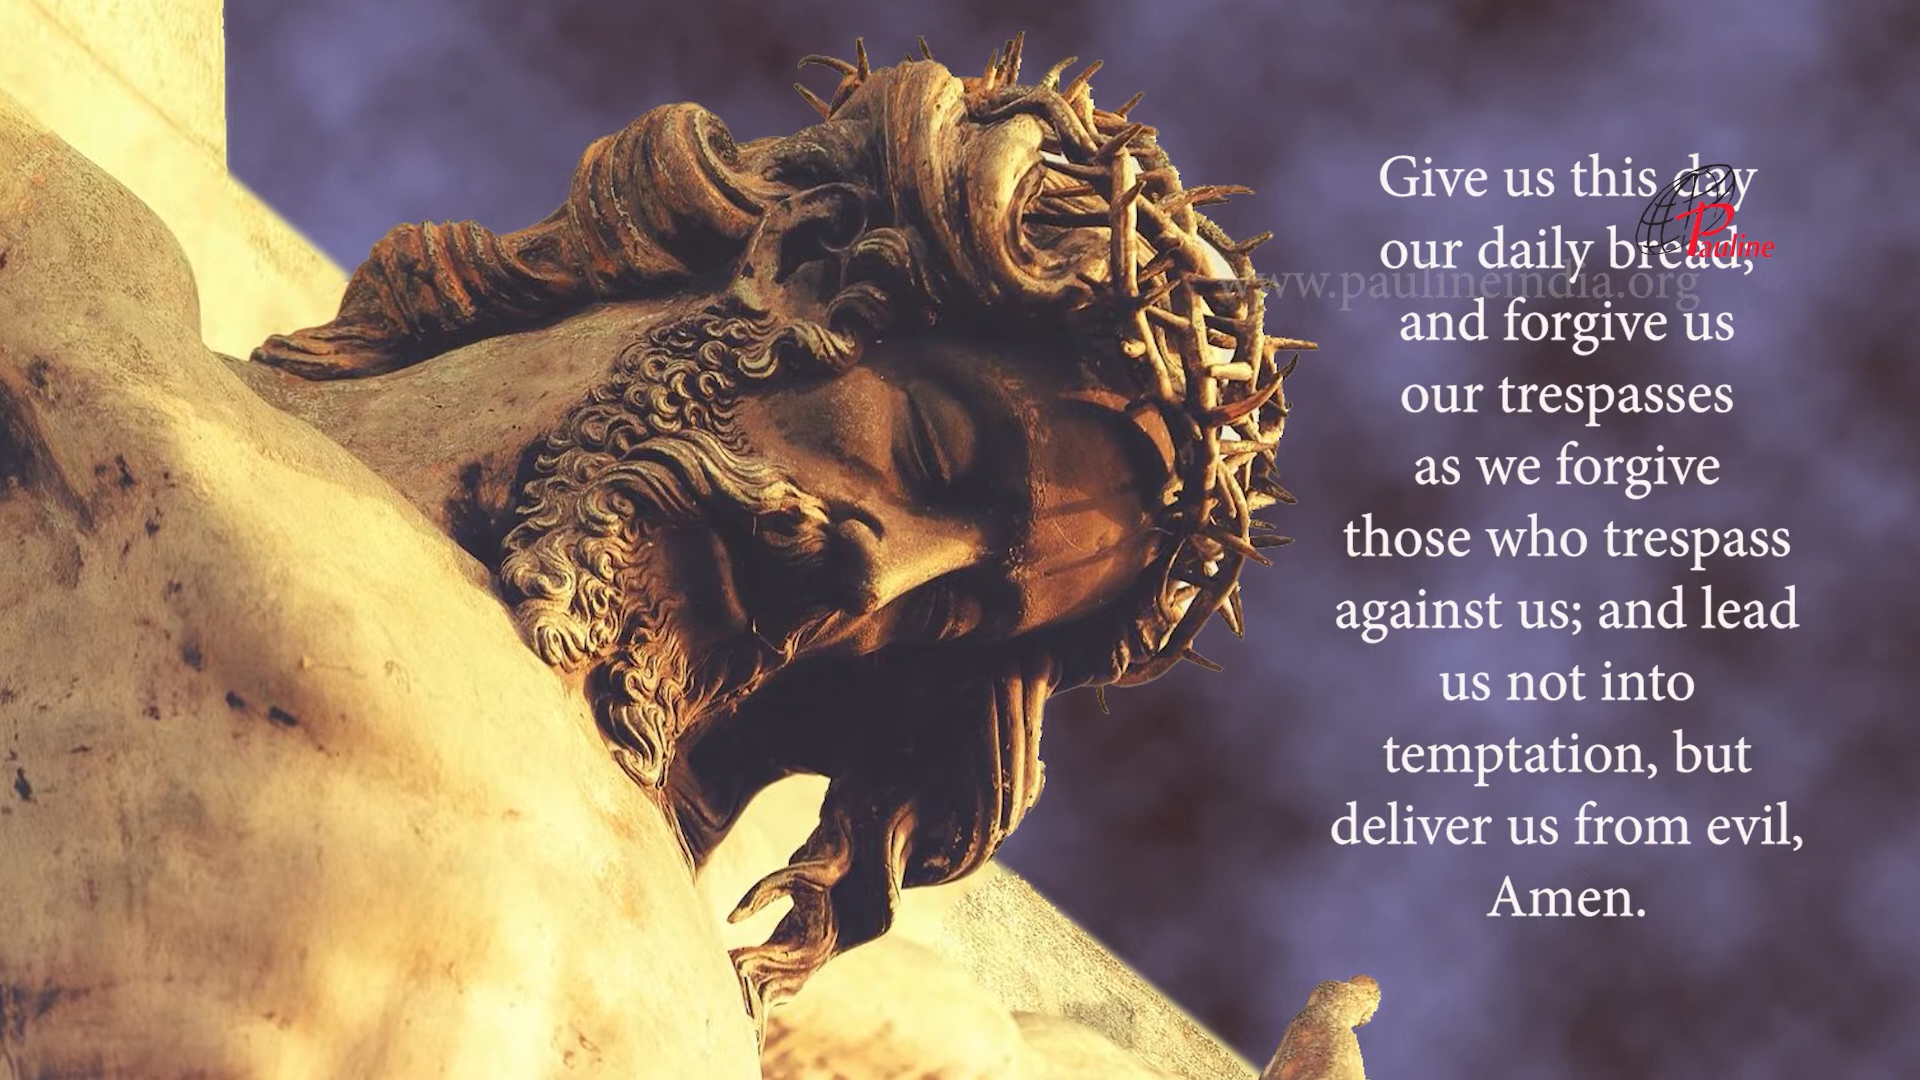 Give us this day
our daily bread,
and forgive us
our trespasses
as we forgive
those who trespass
against us; and lead
us not into
temptation, but
deliver us from evil,
Amen.
Pauline
www.paulineindia.org